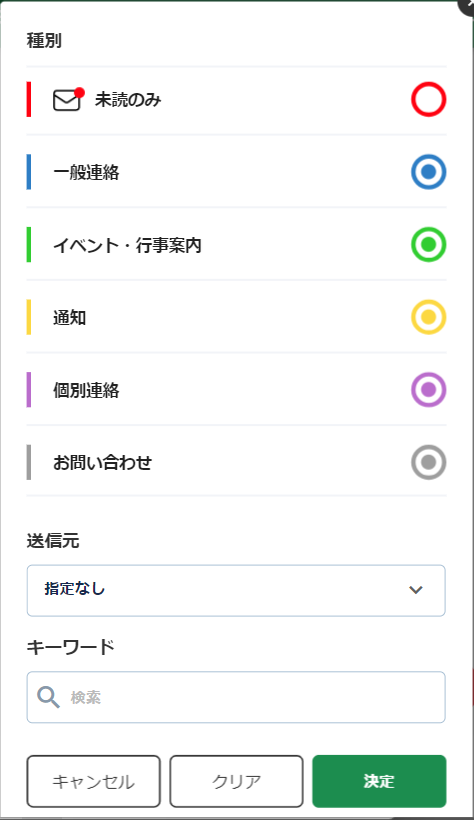 種別
未読のみ
一般連絡
イベント・行事案内
通知
個別連絡
お問い合わせ
送信元
指定なし
キーワード
検索
キャンセル
クリア
決定